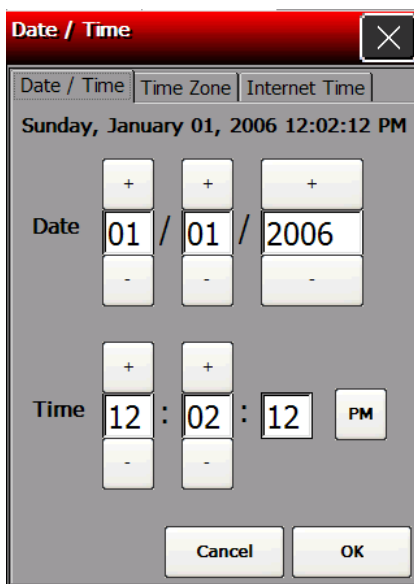 Date / Time
Date / Time Time Zone Internet Time
Sunday, January 01, 2006 12:02:12 PM
+ + +
Date 01 / 01 / 2006
- - -
+ +
Time 12 : 02 : 12 PM
- -
Cancel OK